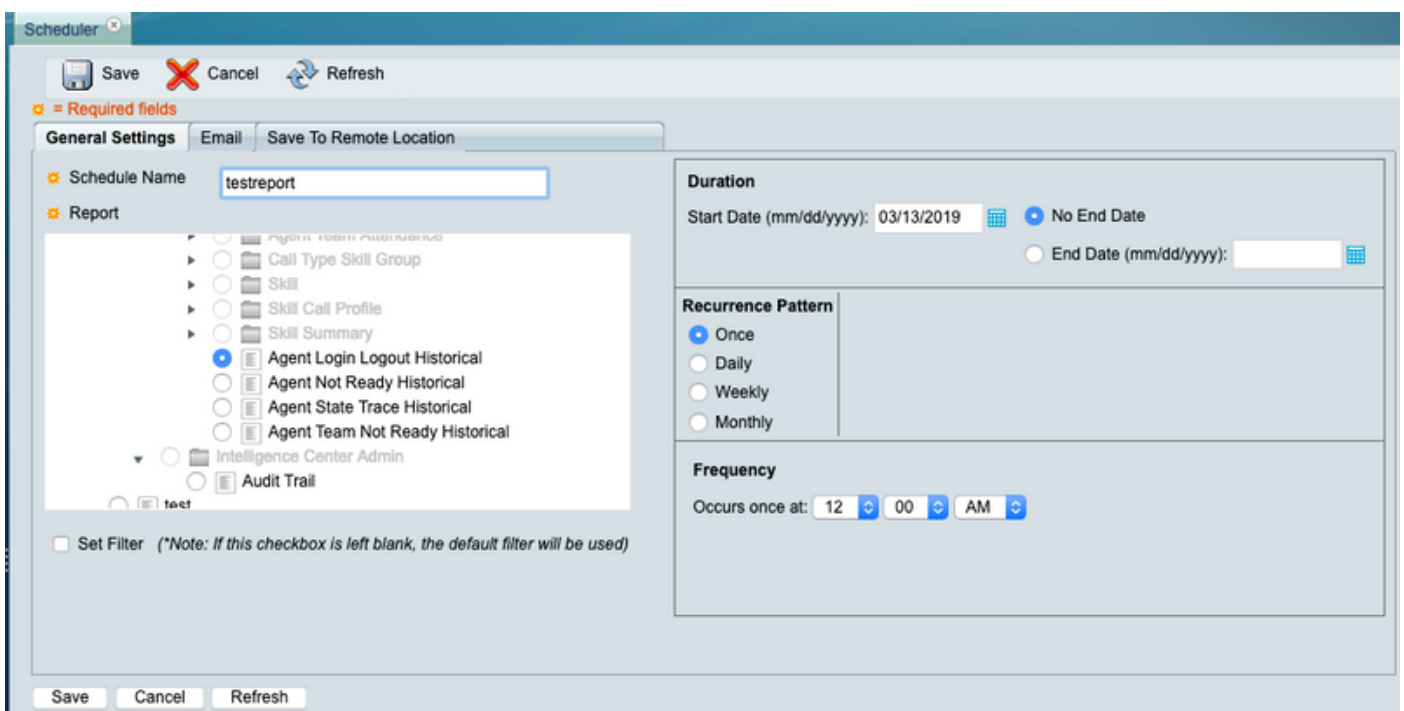 Scheduler
Save Cancel Refresh
= Required fields
General Settings Email Save To Remote Location
Schedule Name testreport
Report
Agent Team Attendance
Call Type Skill Group
Skill
Skill Call Profile
Skill Summary
Agent Login Logout Historical
Agent Not Ready Historical
Agent State Trace Historical
Agent Team Not Ready Historical
Intelligence Center Admin
Audit Trail
test
Set Filter (*Note: If this checkbox is left blank, the default filter will be used)
Duration
Start Date (mm/dd/yyyy): 03/13/2019 No End Date
End Date (mm/dd/yyyy):
Recurrence Pattern
Once
Daily
Weekly
Monthly
Frequency
Occurs once at: 12 00 AM
Save Cancel Refresh